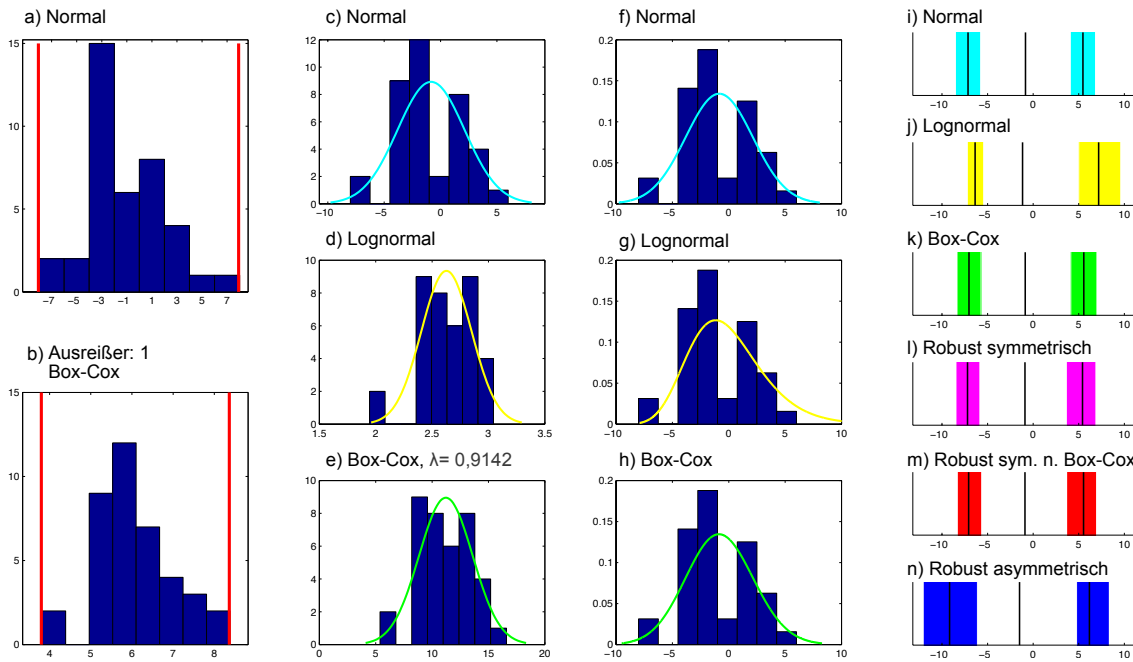 a) Normal
15
10
5
0
−7 −5 −3 −1 1 3 5 7
b) Ausreißer: 1
Box-Cox
15
10
5
0
4 5 6 7 8
c) Normal
12
10
8
6
4
2
0
−10 −5 0 5
d) Lognormal
10
8
6
4
2
0
1.5 2 2.5 3 3.5
e) Box-Cox, λ= 0,9142
10
8
6
4
2
0
0 5 10 15 20
f) Normal
0.2
0.15
0.1
0.05
0
−10 −5 0 5 10
g) Lognormal
0.2
0.15
0.1
0.05
0
−10 −5 0 5 10
h) Box-Cox
0.2
0.15
0.1
0.05
0
−10 −5 0 5 10
i) Normal
−10 −5 0 5 10
j) Lognormal
−10 −5 0 5 10
k) Box-Cox
−10 −5 0 5 10
l) Robust symmetrisch
−10 −5 0 5 10
m) Robust sym. n. Box-Cox
−10 −5 0 5 10
n) Robust asymmetrisch
−10 −5 0 5 10